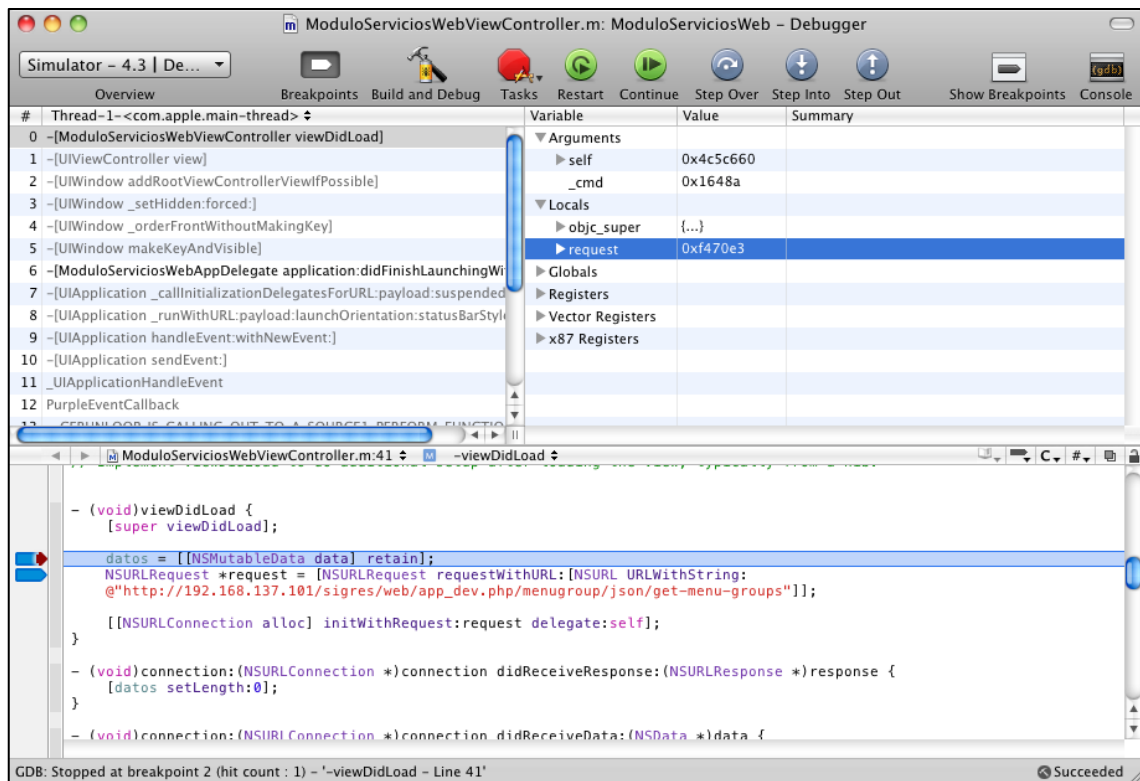 ModuloServiciosWebViewController.m: ModuloServiciosWeb – Debugger
Simulator – 4.3 | De...
Overview Breakpoints Build and Debug Tasks Restart Continue Step Over Step Into Step Out Show Breakpoints Console
(gdb)
# Thread-1-<com.apple.main-thread>
0 -[ModuloServiciosWebViewController viewDidLoad]
1 -[UIViewController view]
2 -[UIWindow addRootViewControllerViewIfPossible]
3 -[UIWindow _setHidden:forced:]
4 -[UIWindow _orderFrontWithoutMakingKey]
5 -[UIWindow makeKeyAndVisible]
6 -[ModuloServiciosWebAppDelegate application:didFinishLaunchingWi
7 -[UIApplication _callInitializationDelegatesForURL:payload:suspended
8 -[UIApplication _runWithURL:payload:launchOrientation:statusBarStyl
9 -[UIApplication handleEvent:withNewEvent:]
10 -[UIApplication sendEvent:]
11 _UIApplicationHandleEvent
12 PurpleEventCallback
Variable Value Summary
Arguments
self 0x4c5c660
_cmd 0x1648a
Locals
objc_super {...}
request 0xf470e3
Globals
Registers
Vector Registers
x87 Registers
ModuloServiciosWebViewController.m:41 M -viewDidLoad C #
- (void)viewDidLoad {
[super viewDidLoad];
datos = [[NSMutableData data] retain];
NSURLRequest *request = [NSURLRequest requestWithURL:[NSURL URLWithString:
@"http://192.168.137.101/sigres/web/app_dev.php/menugroup/json/get-menu-groups"]];
[[NSURLConnection alloc] initWithRequest:request delegate:self];
}
- (void)connection:(NSURLConnection *)connection didReceiveResponse:(NSURLResponse *)response {
[datos setLength:0];
}
- (void)connection:(NSURLConnection *)connection didReceiveData:(NSData *)data {
GDB: Stopped at breakpoint 2 (hit count : 1) – '-viewDidLoad – Line 41'
Succeeded